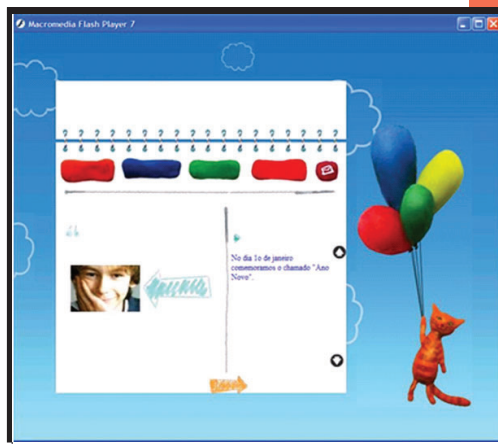 Macromedia Flash Player 7
No dia 1o de janeiro
comemoramos o chamado "Ano
Novo".